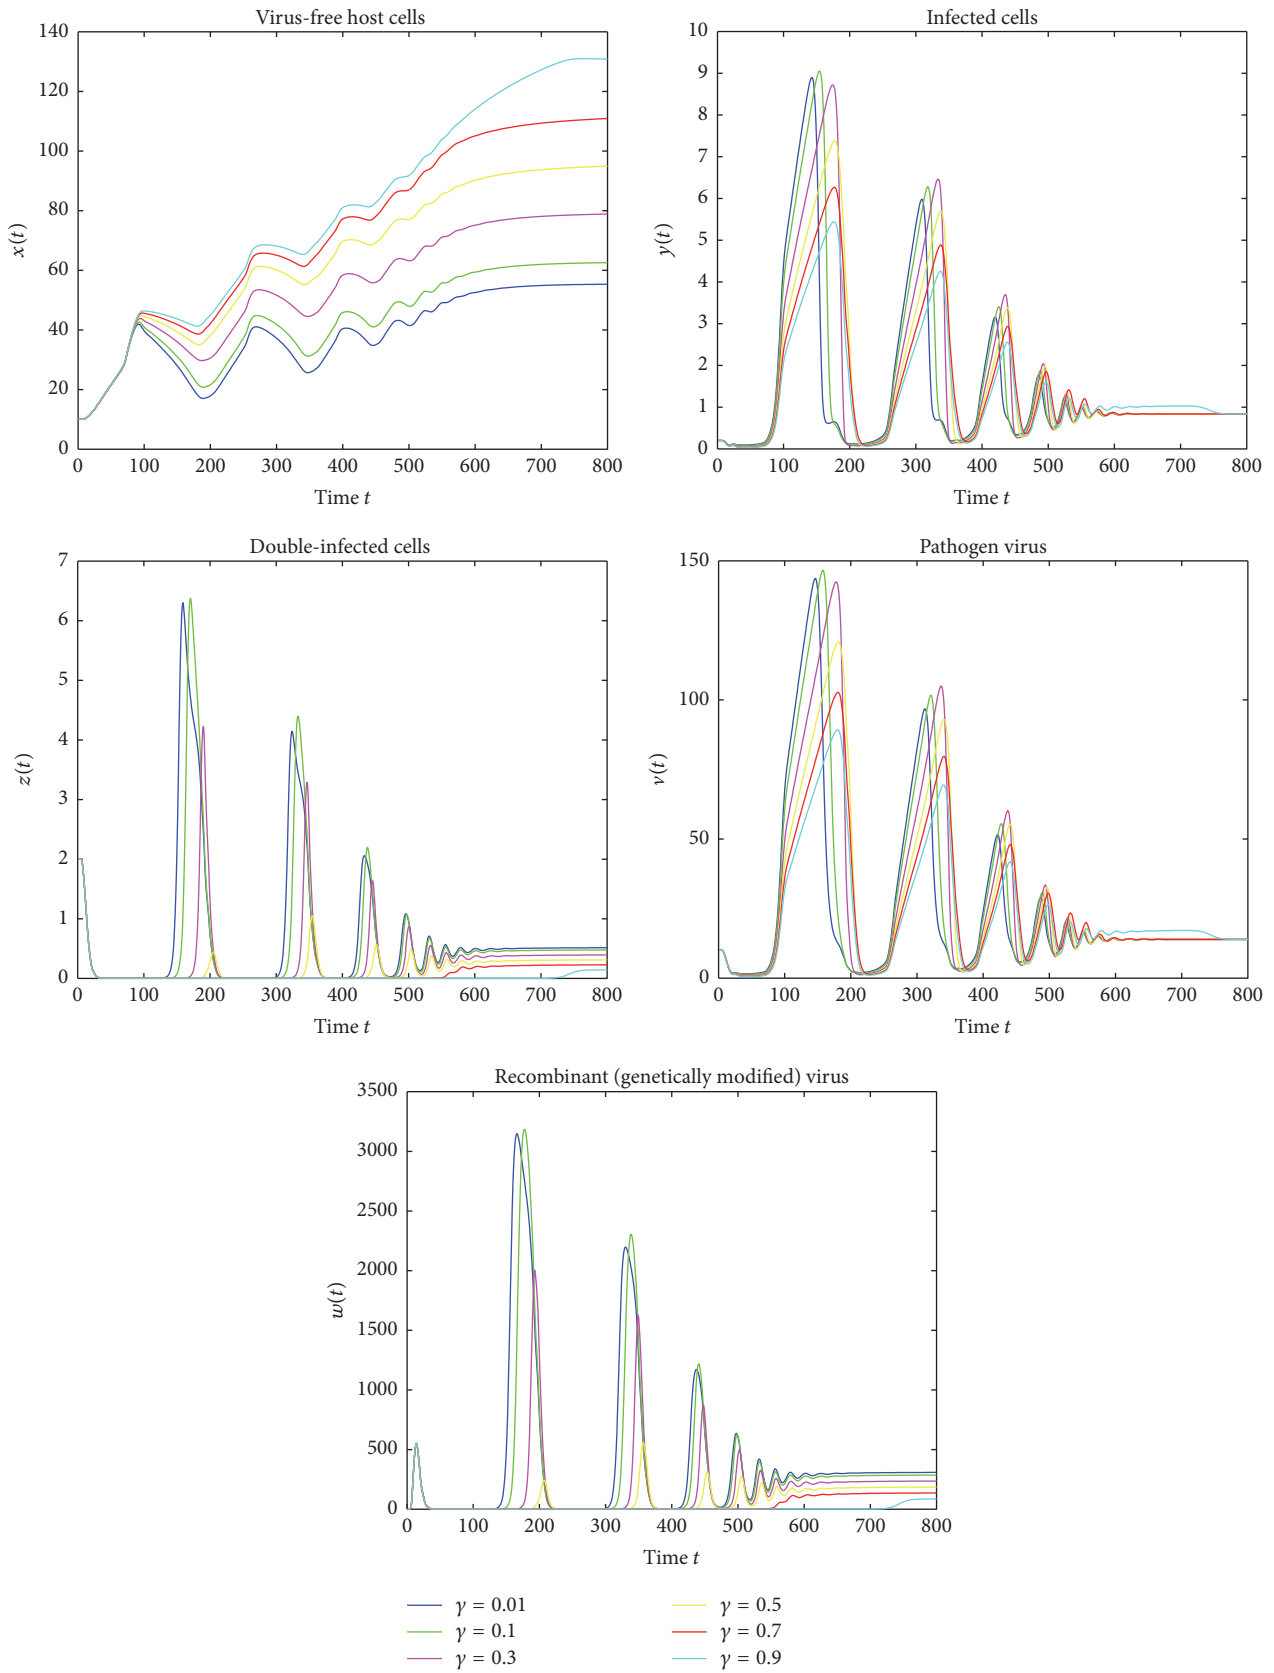 Virus-free host cells
140
120
100
80
60
40
20
0
x(t)
0 100 200 300 400 500 600 700 800
Time t
Infected cells
10
9
8
7
6
5
4
3
2
1
0
y(t)
0 100 200 300 400 500 600 700 800
Time t
Double-infected cells
7
6
5
4
3
2
1
0
z(t)
0 100 200 300 400 500 600 700 800
Time t
Pathogen virus
150
100
50
0
v(t)
0 100 200 300 400 500 600 700 800
Time t
Recombinant (genetically modified) virus
3500
3000
2500
2000
1500
1000
500
0
w(t)
0 100 200 300 400 500 600 700 800
Time t
γ = 0.01
γ = 0.1
γ = 0.3
γ = 0.5
γ = 0.7
γ = 0.9